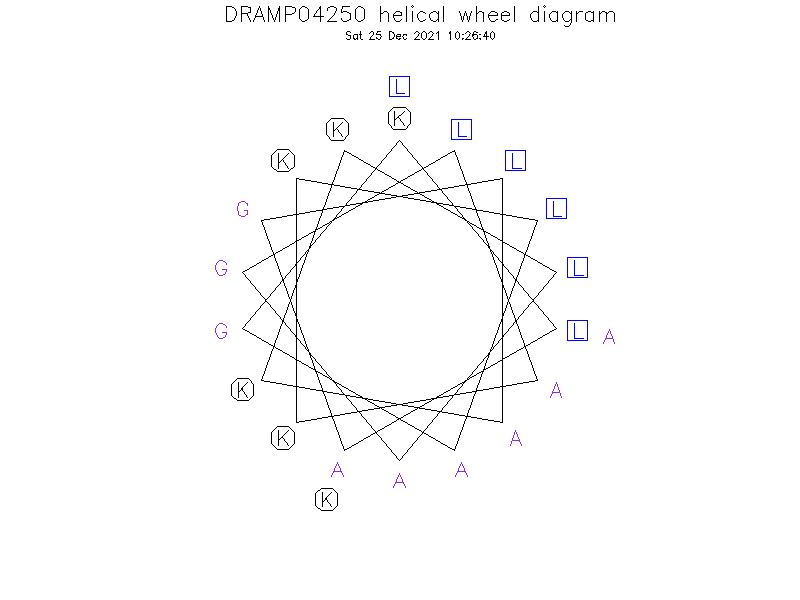 DRAMP04250 helical wheel diagram
Sat 25 Dec 2021 10:26:40
L
K K L
K L
G L
G L
G L A
K A
K A
A A A
K